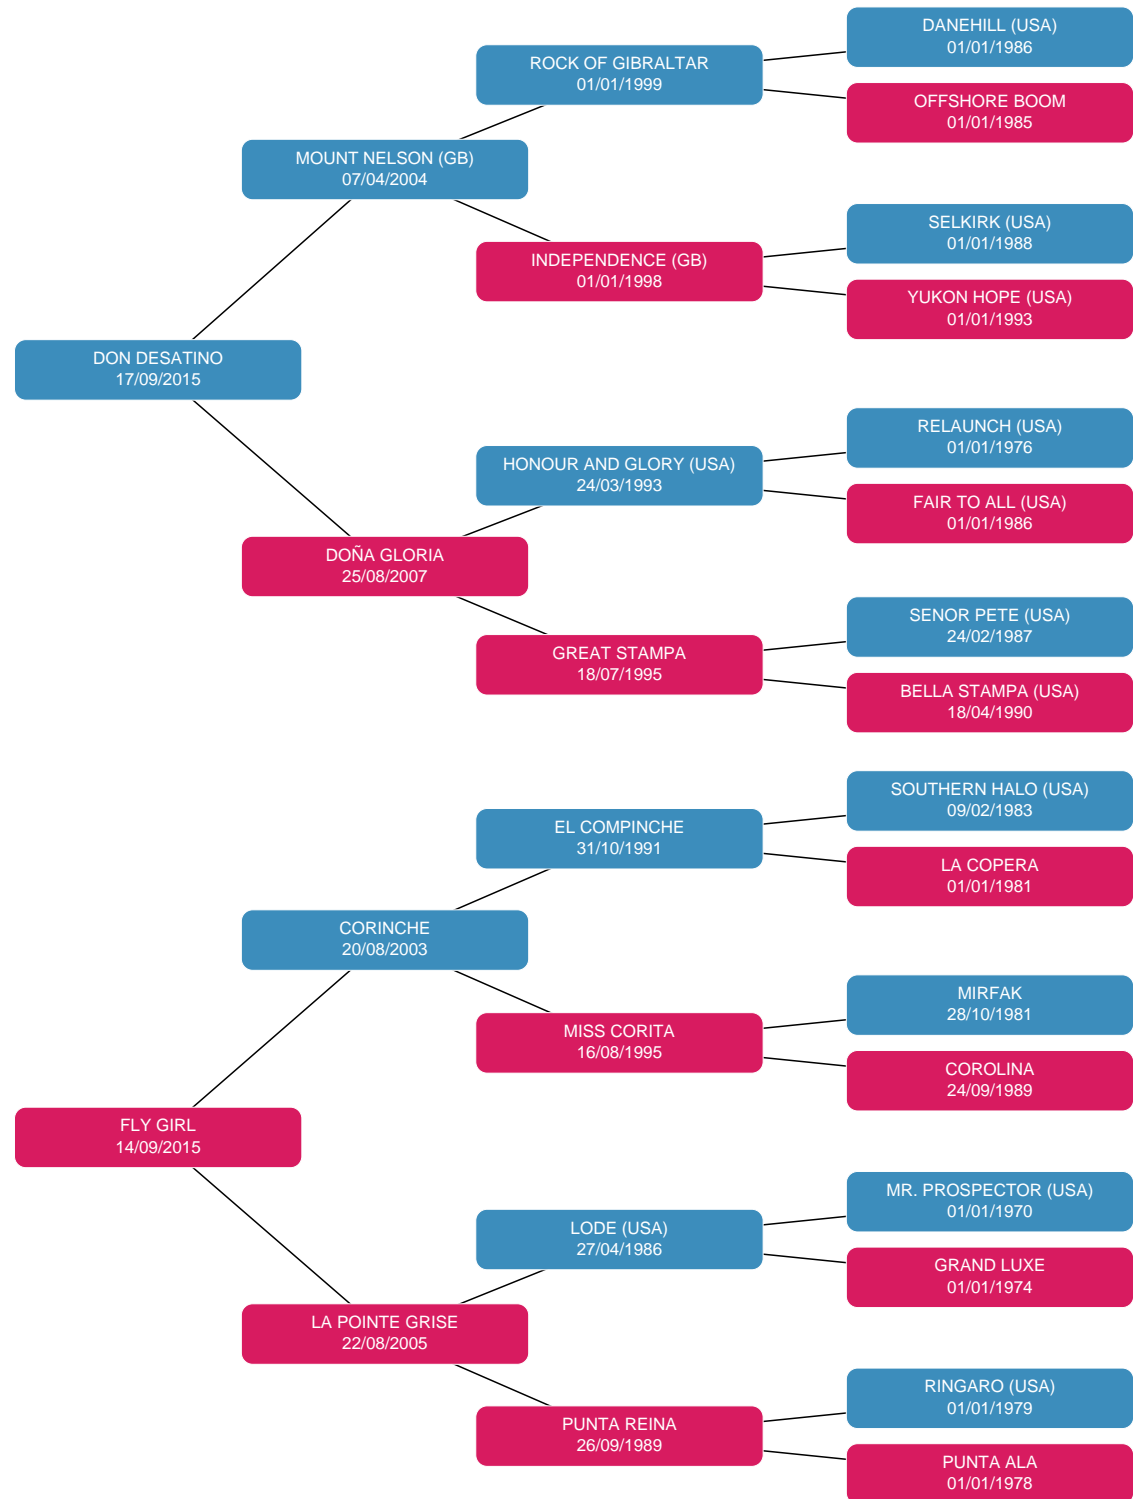 DANEHILL (USA)
01/01/1986
ROCK OF GIBRALTAR
01/01/1999
OFFSHORE BOOM
01/01/1985
MOUNT NELSON (GB)
07/04/2004
SELKIRK (USA)
01/01/1988
INDEPENDENCE (GB)
01/01/1998
YUKON HOPE (USA)
01/01/1993
DON DESATINO
17/09/2015
RELAUNCH (USA)
01/01/1976
HONOUR AND GLORY (USA)
24/03/1993
FAIR TO ALL (USA)
01/01/1986
DOÑA GLORIA
25/08/2007
SENOR PETE (USA)
24/02/1987
GREAT STAMPA
18/07/1995
BELLA STAMPA (USA)
18/04/1990
SOUTHERN HALO (USA)
09/02/1983
EL COMPINCHE
31/10/1991
LA COPERA
01/01/1981
CORINCHE
20/08/2003
MIRFAK
28/10/1981
MISS CORITA
16/08/1995
COROLINA
24/09/1989
FLY GIRL
14/09/2015
MR. PROSPECTOR (USA)
01/01/1970
LODE (USA)
27/04/1986
GRAND LUXE
01/01/1974
LA POINTE GRISE
22/08/2005
RINGARO (USA)
01/01/1979
PUNTA REINA
26/09/1989
PUNTA ALA
01/01/1978